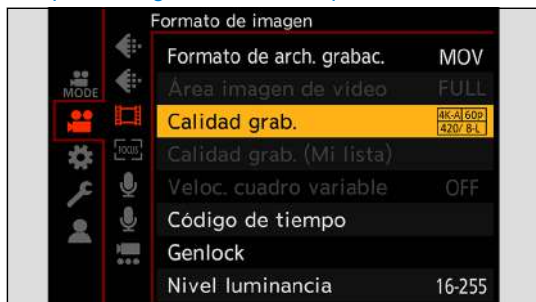 Formato de imagen
Formato de arch. grabac. MOV
MODE
Área imagen de vídeo FULL
Calidad grab. 4K-A 60p 420/ 8-L
FOCUS
Calidad grab. (Mi lista)
Veloc. cuadro variable OFF
Código de tiempo
Genlock
Nivel luminancia 16-255